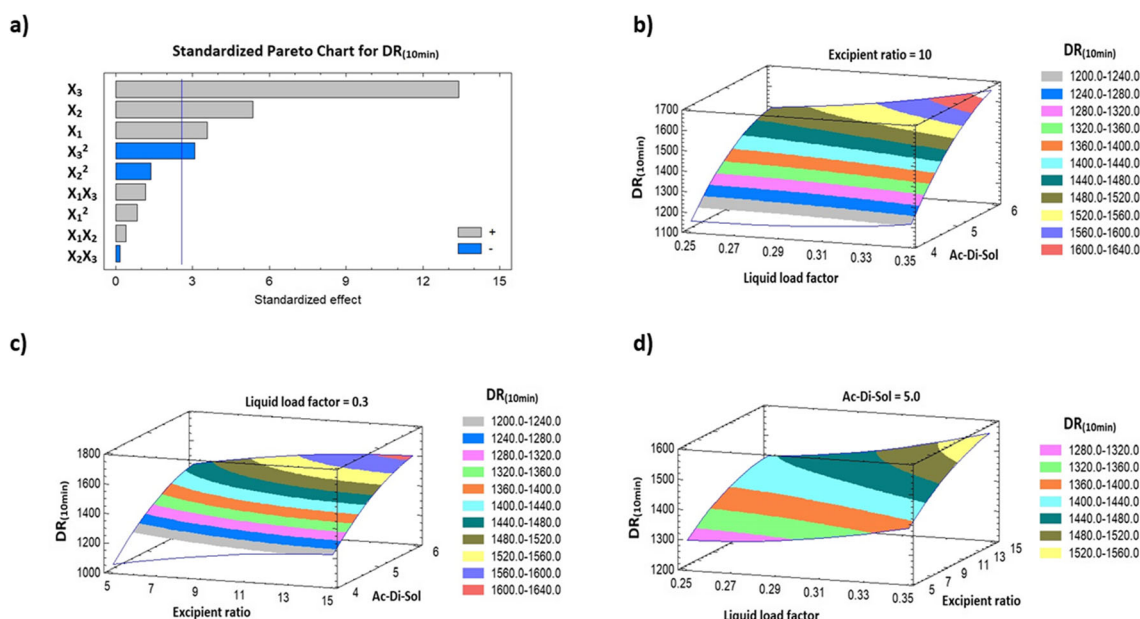 a)
Standardized Pareto Chart for DR(10min)
X₃
X₂
X₁
X₃²
X₂²
X₁X₃
X₁²
X₁X₂
X₂X₃
+
-
0 3 6 9 12 15
Standardized effect
b)
Excipient ratio = 10
DR(10min)
1700
1600
1500
1400
1300
1200
1100
DR(10min)
0.25 0.27 0.29 0.31 0.33 0.35
Liquid load factor
4 5 6
Ac-Di-Sol
1200.0-1240.0
1240.0-1280.0
1280.0-1320.0
1320.0-1360.0
1360.0-1400.0
1400.0-1440.0
1440.0-1480.0
1480.0-1520.0
1520.0-1560.0
1560.0-1600.0
1600.0-1640.0
c)
Liquid load factor = 0.3
DR(10min)
1800
1600
1400
1200
1000
DR(10min)
5 7 9 11 13 15
Excipient ratio
4 5 6
Ac-Di-Sol
1200.0-1240.0
1240.0-1280.0
1280.0-1320.0
1320.0-1360.0
1360.0-1400.0
1400.0-1440.0
1440.0-1480.0
1480.0-1520.0
1520.0-1560.0
1560.0-1600.0
1600.0-1640.0
d)
Ac-Di-Sol = 5.0
DR(10min)
1600
1500
1400
1300
1200
DR(10min)
0.25 0.27 0.29 0.31 0.33 0.35
Liquid load factor
5 7 9 11 13 15
Excipient ratio
1280.0-1320.0
1320.0-1360.0
1360.0-1400.0
1400.0-1440.0
1440.0-1480.0
1480.0-1520.0
1520.0-1560.0